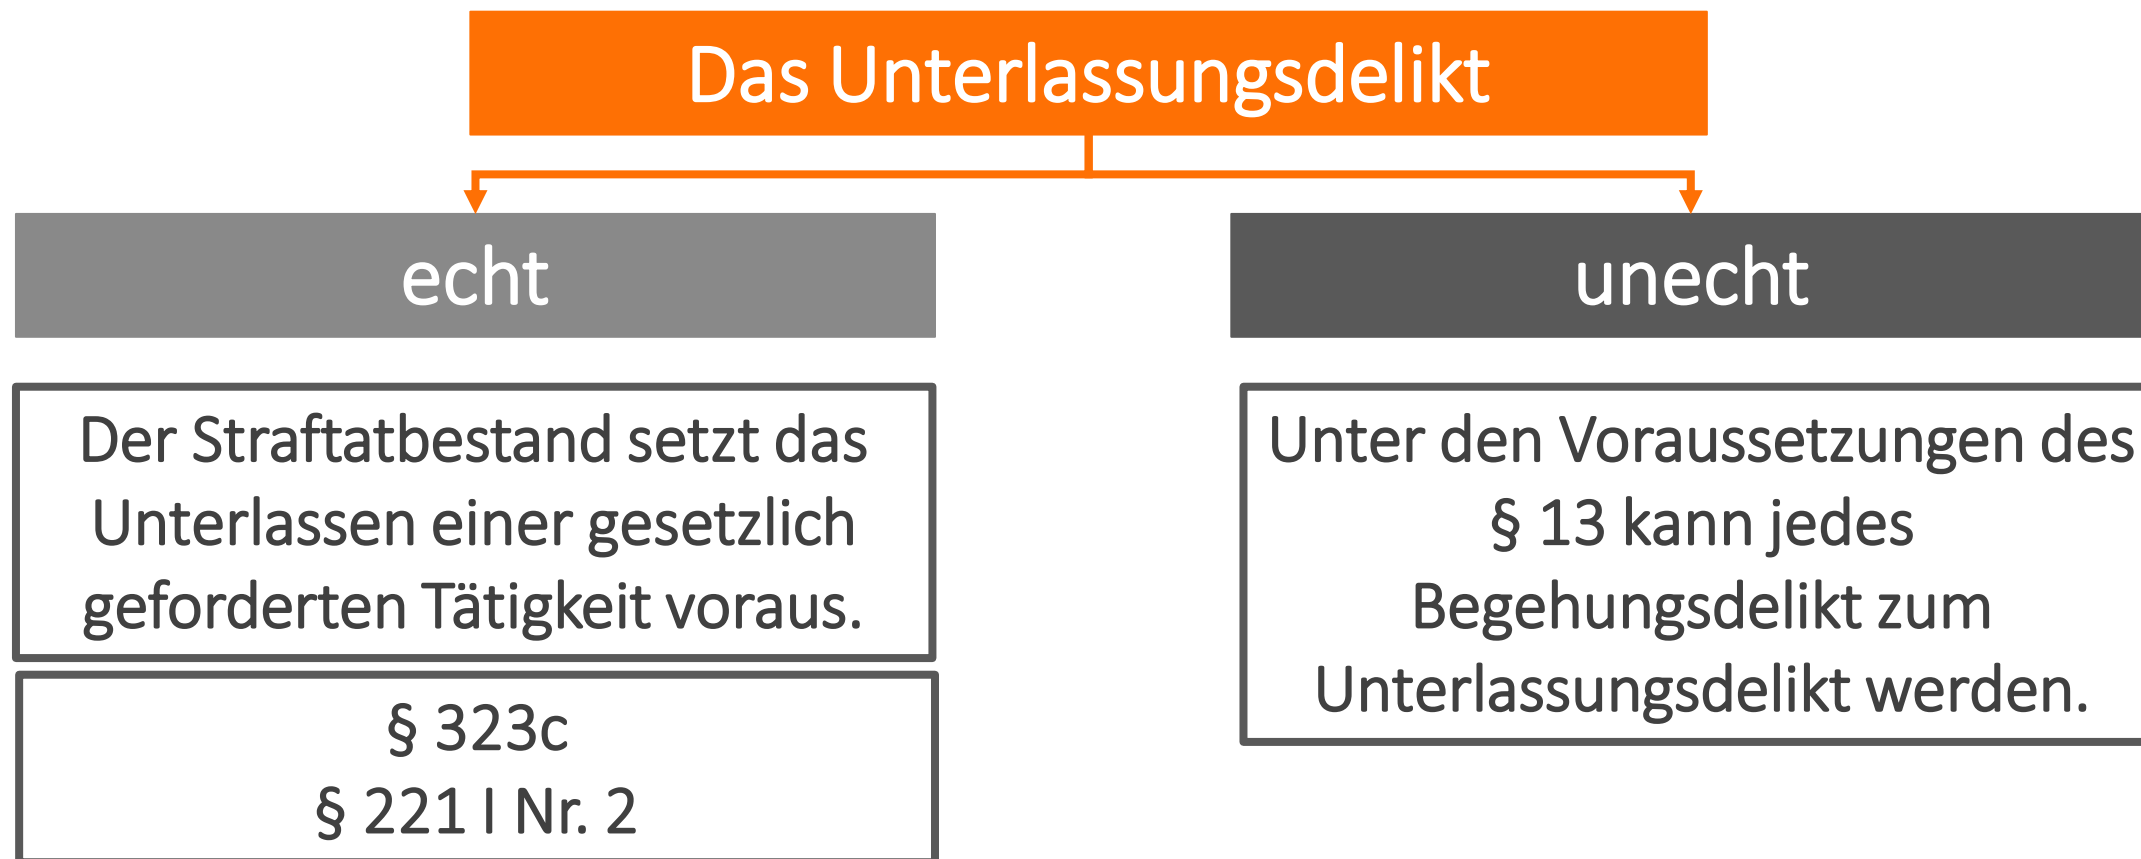 Das Unterlassungsdelikt
echt
Der Straftatbestand setzt das
Unterlassen einer gesetzlich
geforderten Tätigkeit voraus.
§ 323c
§ 221 I Nr. 2
unecht
Unter den Voraussetzungen des
§ 13 kann jedes
Begehungsdelikt zum
Unterlassungsdelikt werden.